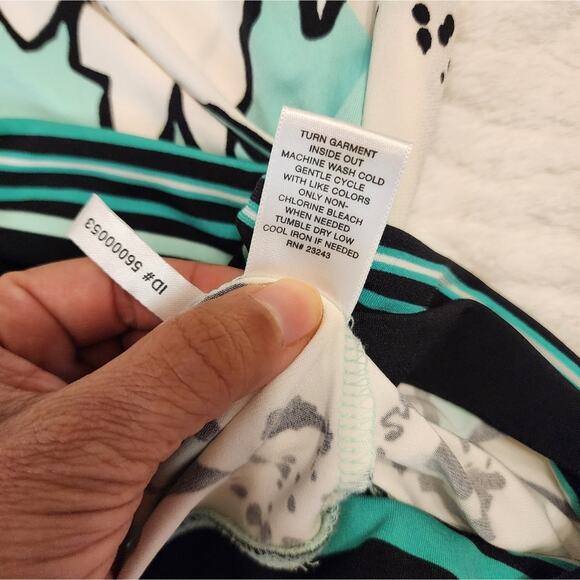 TURN GARMENT
INSIDE OUT
MACHINE WASH COLD
GENTLE CYCLE
WITH LIKE COLORS
ONLY NON-
CHLORINE BLEACH
WHEN NEEDED
TUMBLE DRY LOW
COOL IRON IF NEEDED
RN# 23243
ID# 56000053